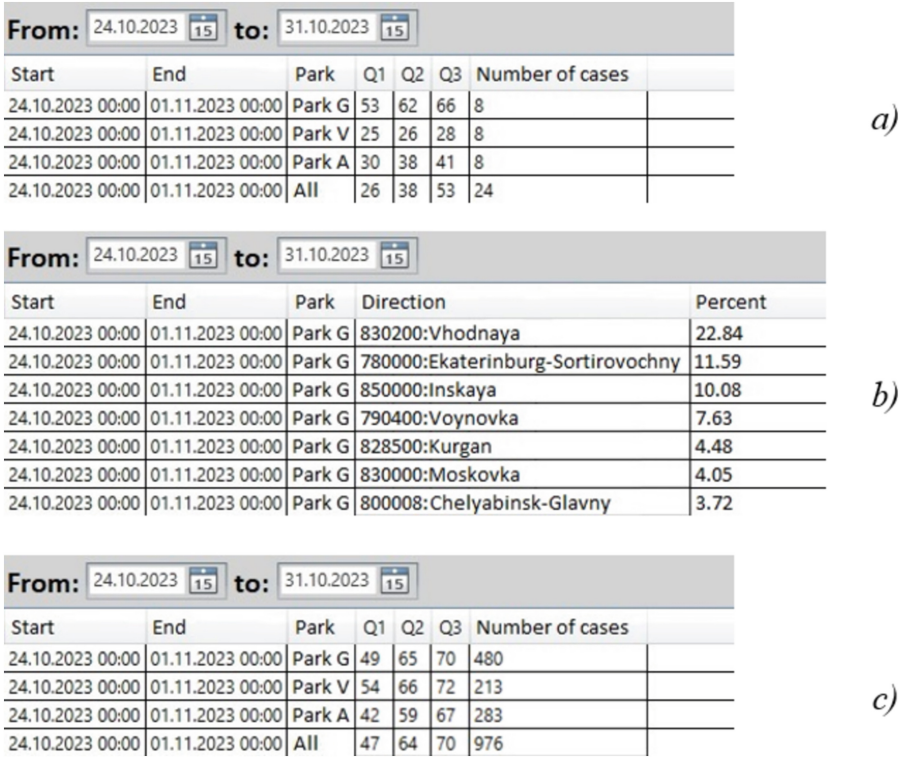 From: 24.10.2023 15 to: 31.10.2023 15
Start End Park Q1 Q2 Q3 Number of cases
24.10.2023 00:00 01.11.2023 00:00 Park G 53 62 66 8
24.10.2023 00:00 01.11.2023 00:00 Park V 25 26 28 8
a)
24.10.2023 00:00 01.11.2023 00:00 Park A 30 38 41 8
24.10.2023 00:00 01.11.2023 00:00 All 26 38 53 24
From: 24.10.2023 15 to: 31.10.2023 15
Start End Park Direction Percent
24.10.2023 00:00 01.11.2023 00:00 Park G 830200:Vhodnaya 22.84
24.10.2023 00:00 01.11.2023 00:00 Park G 780000:Ekaterinburg-Sortirovochny 11.59
24.10.2023 00:00 01.11.2023 00:00 Park G 850000:Inskaya 10.08
b)
24.10.2023 00:00 01.11.2023 00:00 Park G 790400:Voynovka 7.63
24.10.2023 00:00 01.11.2023 00:00 Park G 828500:Kurgan 4.48
24.10.2023 00:00 01.11.2023 00:00 Park G 830000:Moskovka 4.05
24.10.2023 00:00 01.11.2023 00:00 Park G 800008:Chelyabinsk-Glavny 3.72
From: 24.10.2023 15 to: 31.10.2023 15
Start End Park Q1 Q2 Q3 Number of cases
24.10.2023 00:00 01.11.2023 00:00 Park G 49 65 70 480
24.10.2023 00:00 01.11.2023 00:00 Park V 54 66 72 213
c)
24.10.2023 00:00 01.11.2023 00:00 Park A 42 59 67 283
24.10.2023 00:00 01.11.2023 00:00 All 47 64 70 976